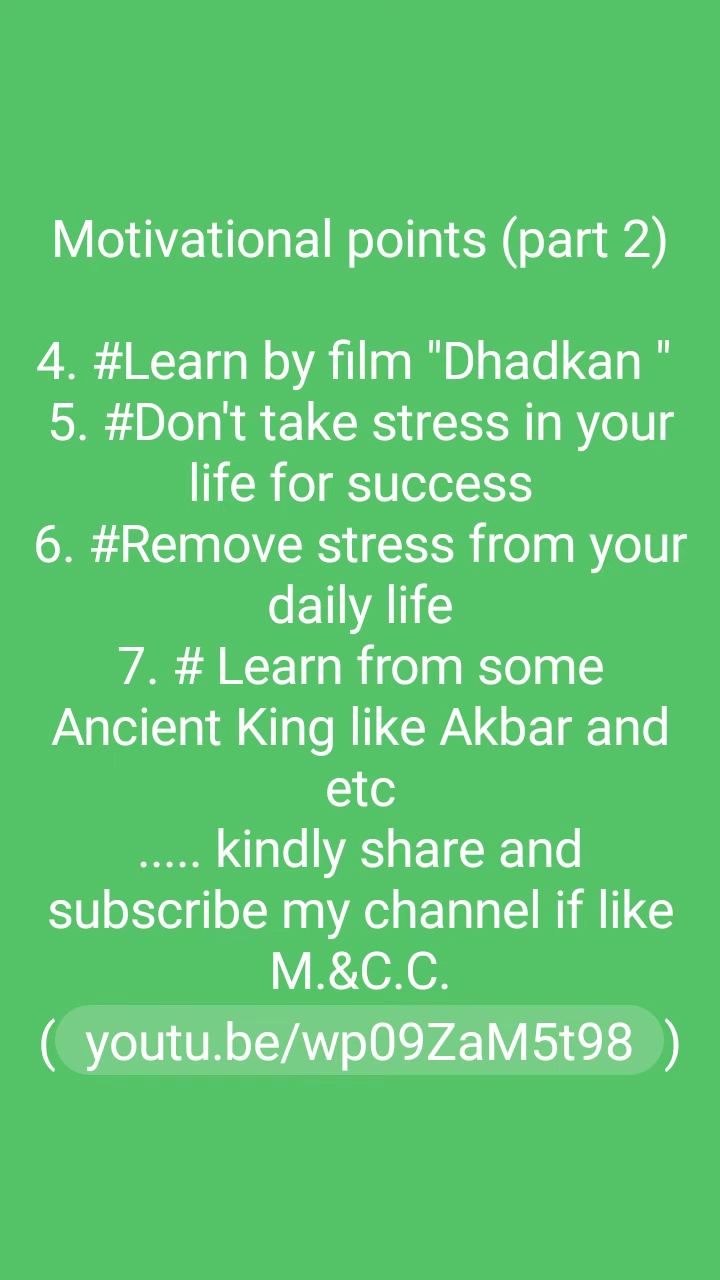 Motivational points (part 2)
4. #Learn by film "Dhadkan "
5. #Don't take stress in your
life for success
6. #Remove stress from your
daily life
7. # Learn from some
Ancient King like Akbar and
etc
..... kindly share and
subscribe my channel if like
M.&C.C.
( youtu.be/wp09ZaM5t98 )